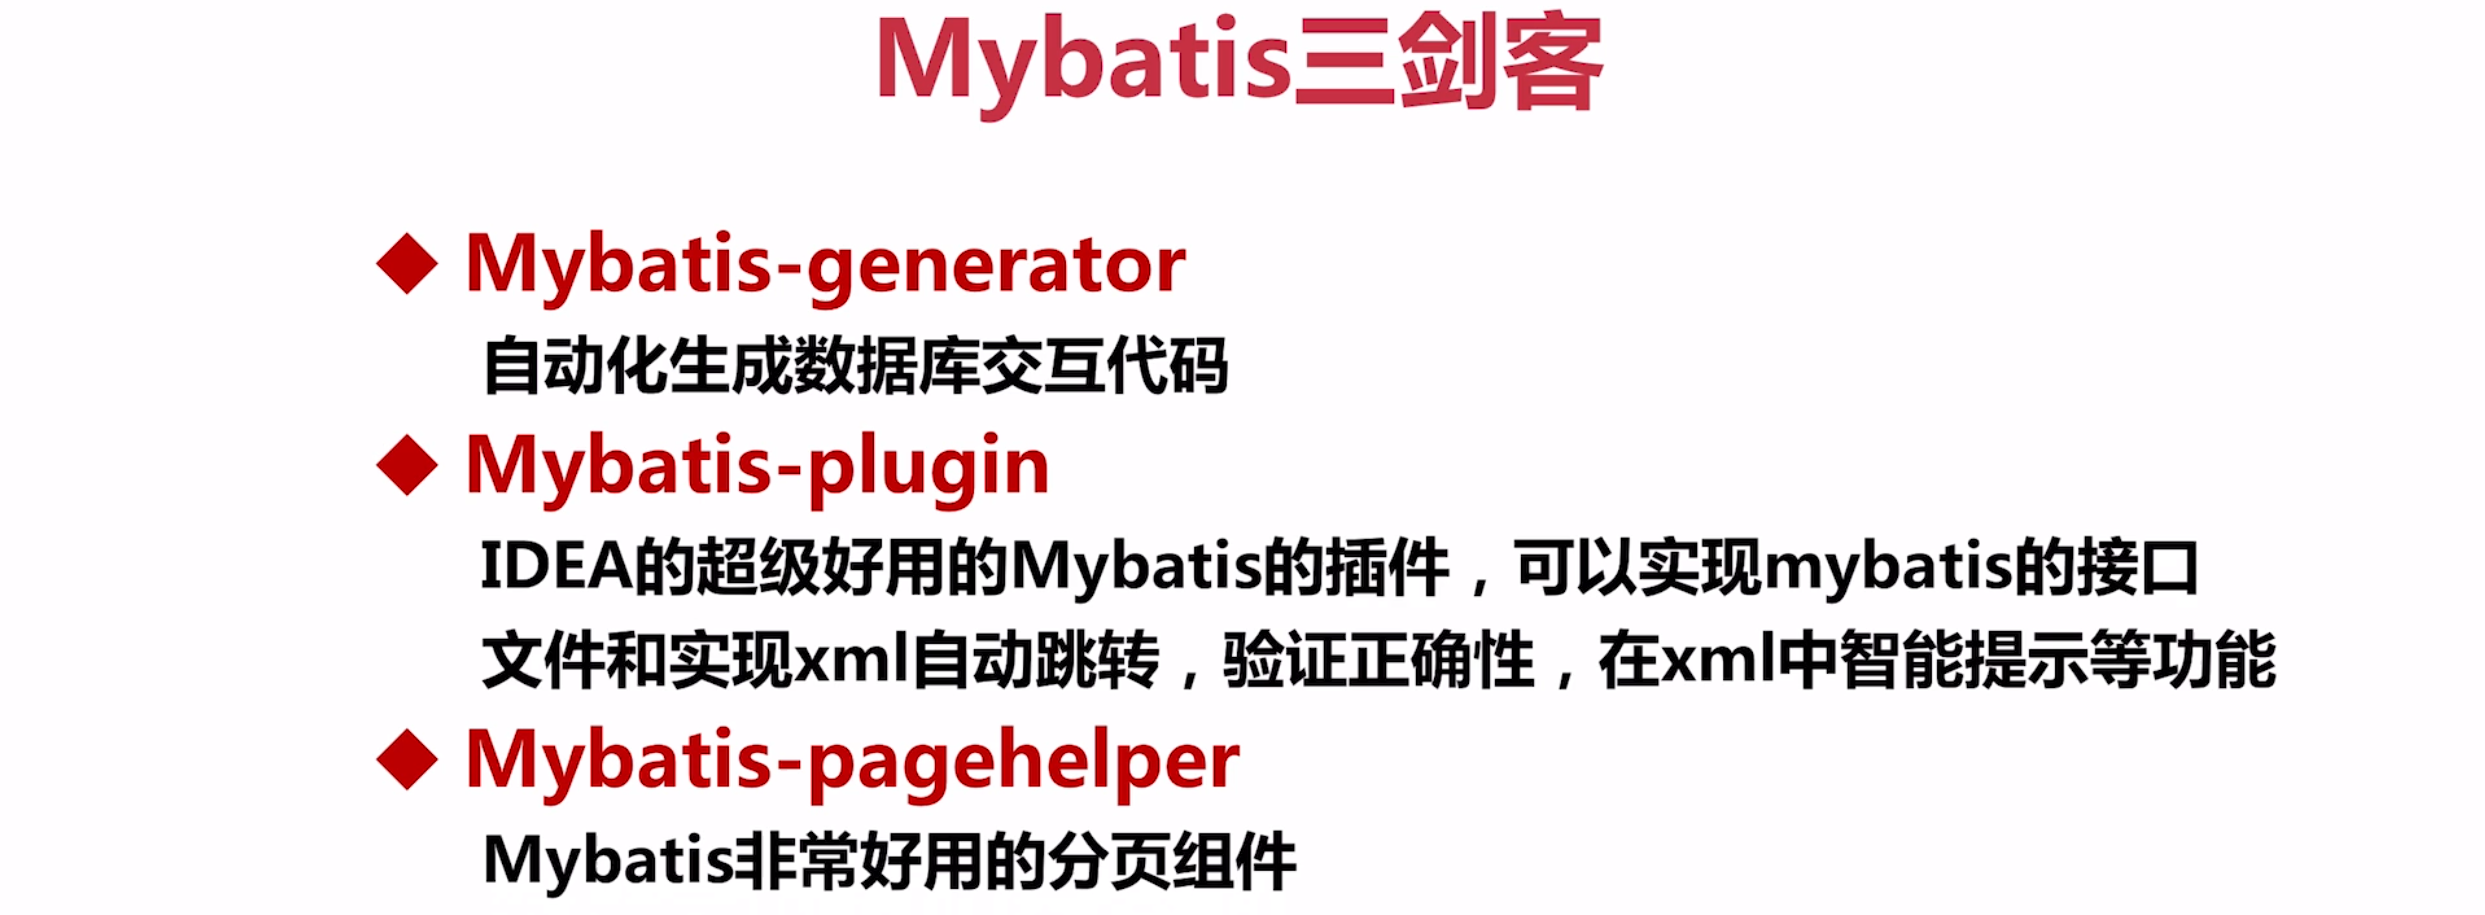 Mybatis三剑客
◆ Mybatis-generator
自动化生成数据库交互代码
◆ Mybatis-plugin
IDEA的超级好用的Mybatis的插件，可以实现mybatis的接口
文件和实现xml自动跳转，验证正确性，在xml中智能提示等功能
◆ Mybatis-pagehelper
Mybatis非常好用的分页组件